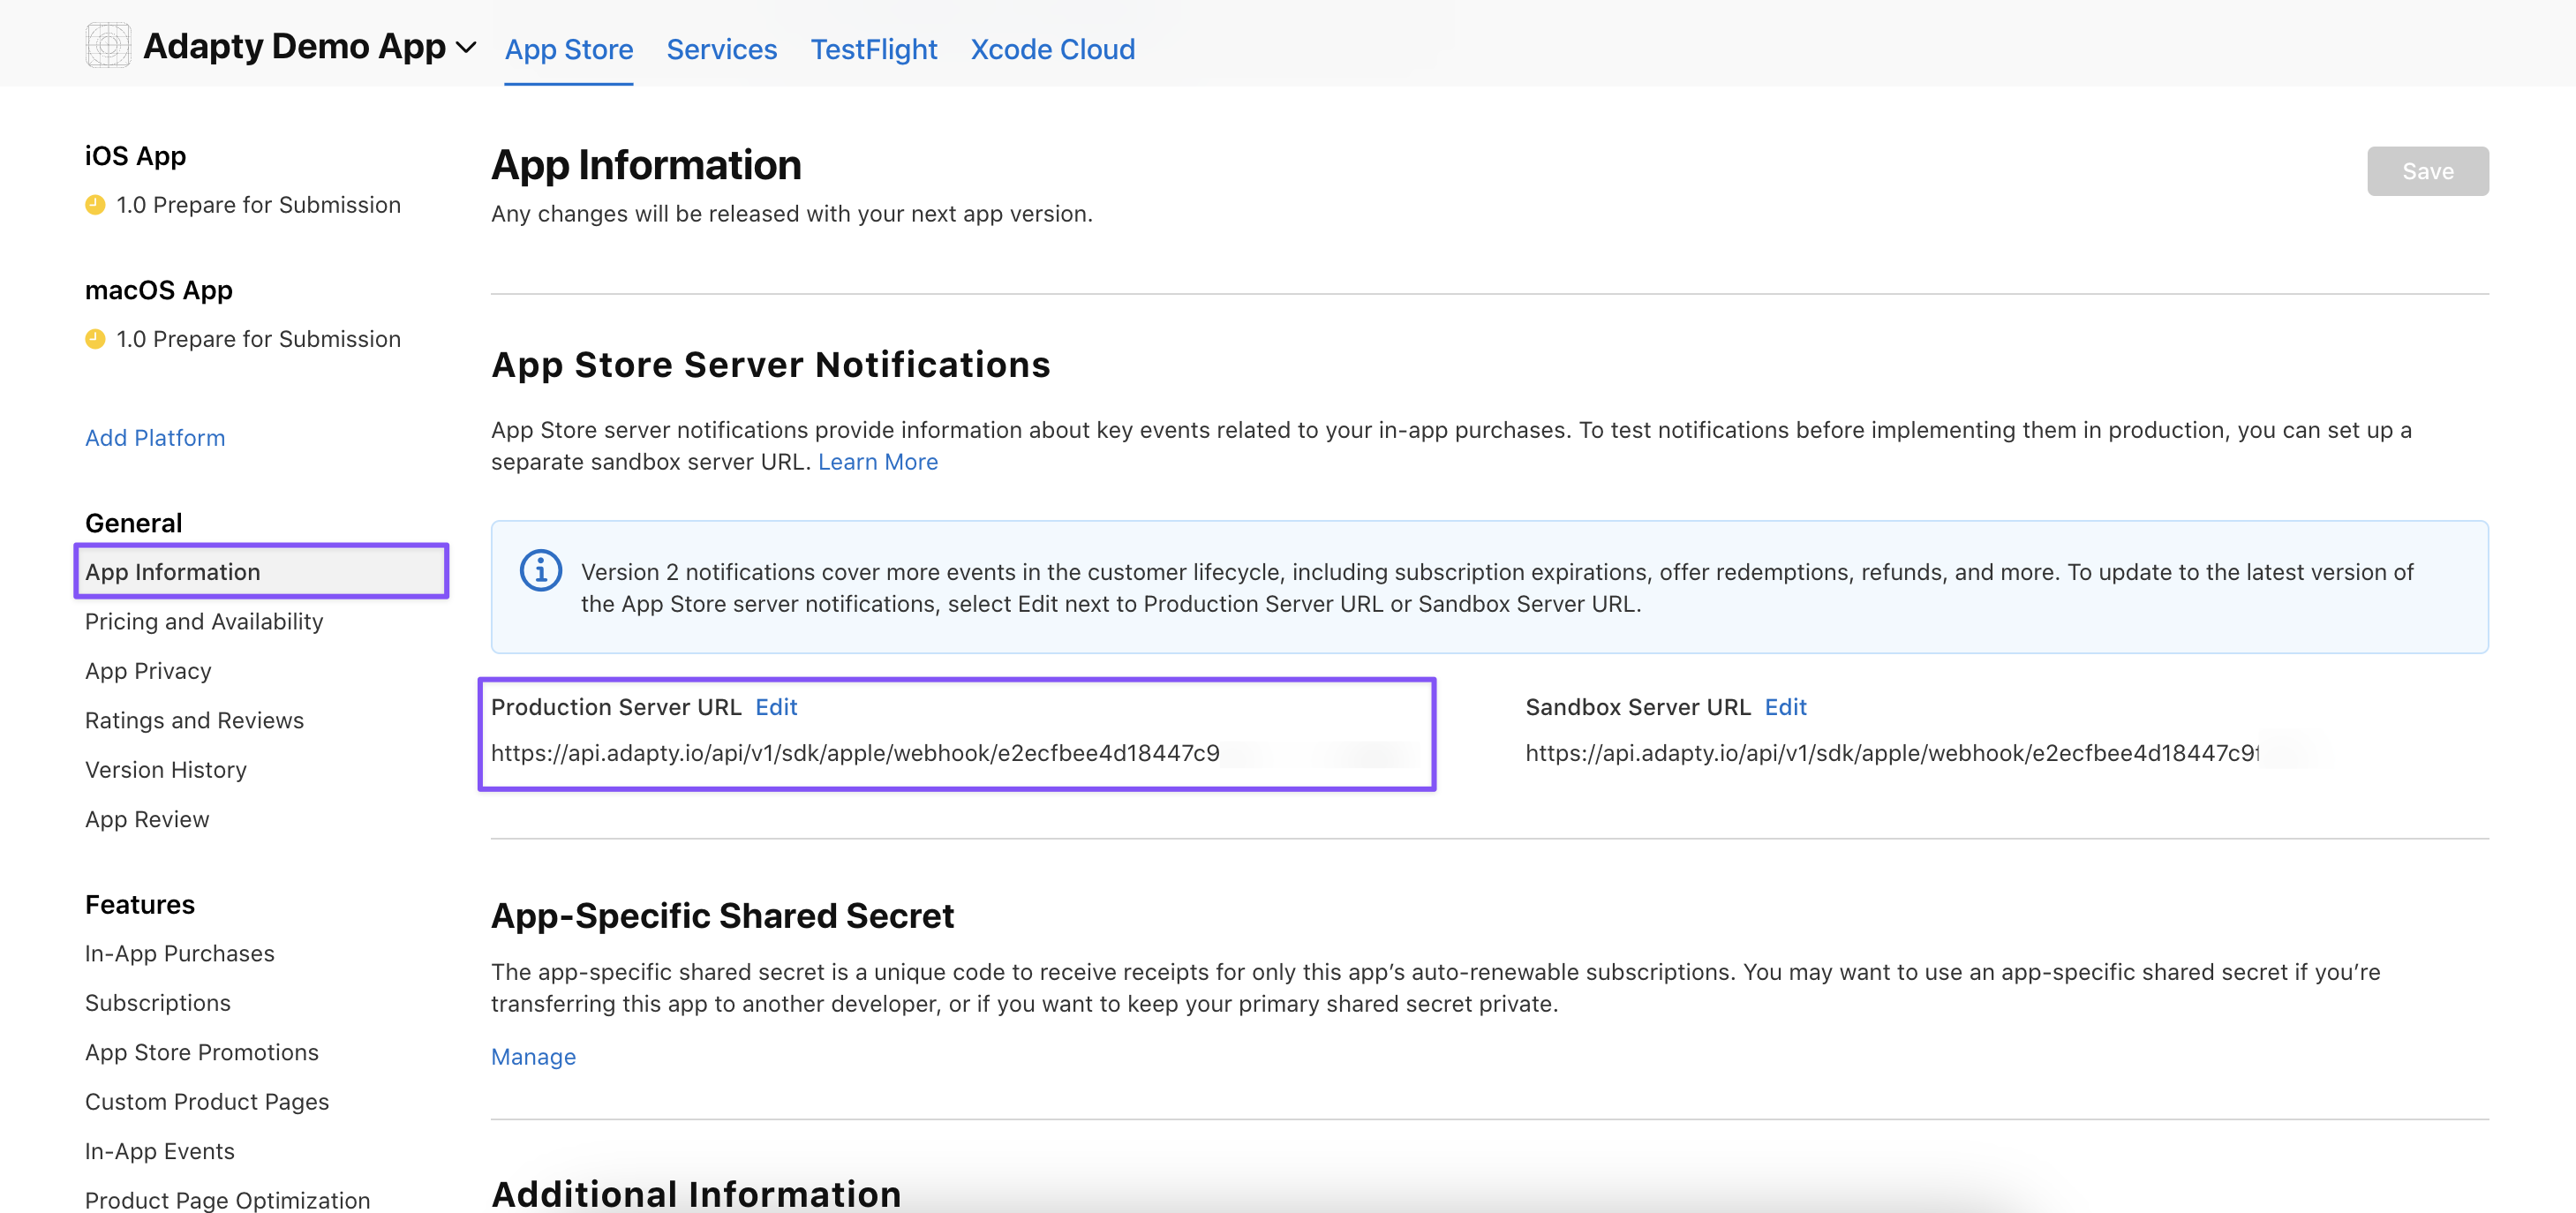 Adapty Demo App
App Store
Services
TestFlight
Xcode Cloud
iOS App
1.0 Prepare for Submission
macOS App
1.0 Prepare for Submission
Add Platform
General
App Information
Pricing and Availability
App Privacy
Ratings and Reviews
Version History
App Review
Features
In-App Purchases
Subscriptions
App Store Promotions
Custom Product Pages
In-App Events
Product Page Optimization
App Information
Save
Any changes will be released with your next app version.
App Store Server Notifications
App Store server notifications provide information about key events related to your in-app purchases. To test notifications before implementing them in production, you can set up a
separate sandbox server URL. Learn More
Version 2 notifications cover more events in the customer lifecycle, including subscription expirations, offer redemptions, refunds, and more. To update to the latest version of
the App Store server notifications, select Edit next to Production Server URL or Sandbox Server URL.
Production Server URL Edit
https://api.adapty.io/api/v1/sdk/apple/webhook/e2ecfbee4d18447c9
Sandbox Server URL Edit
https://api.adapty.io/api/v1/sdk/apple/webhook/e2ecfbee4d18447c9
App-Specific Shared Secret
The app-specific shared secret is a unique code to receive receipts for only this app’s auto-renewable subscriptions. You may want to use an app-specific shared secret if you’re
transferring this app to another developer, or if you want to keep your primary shared secret private.
Manage
Additional Information